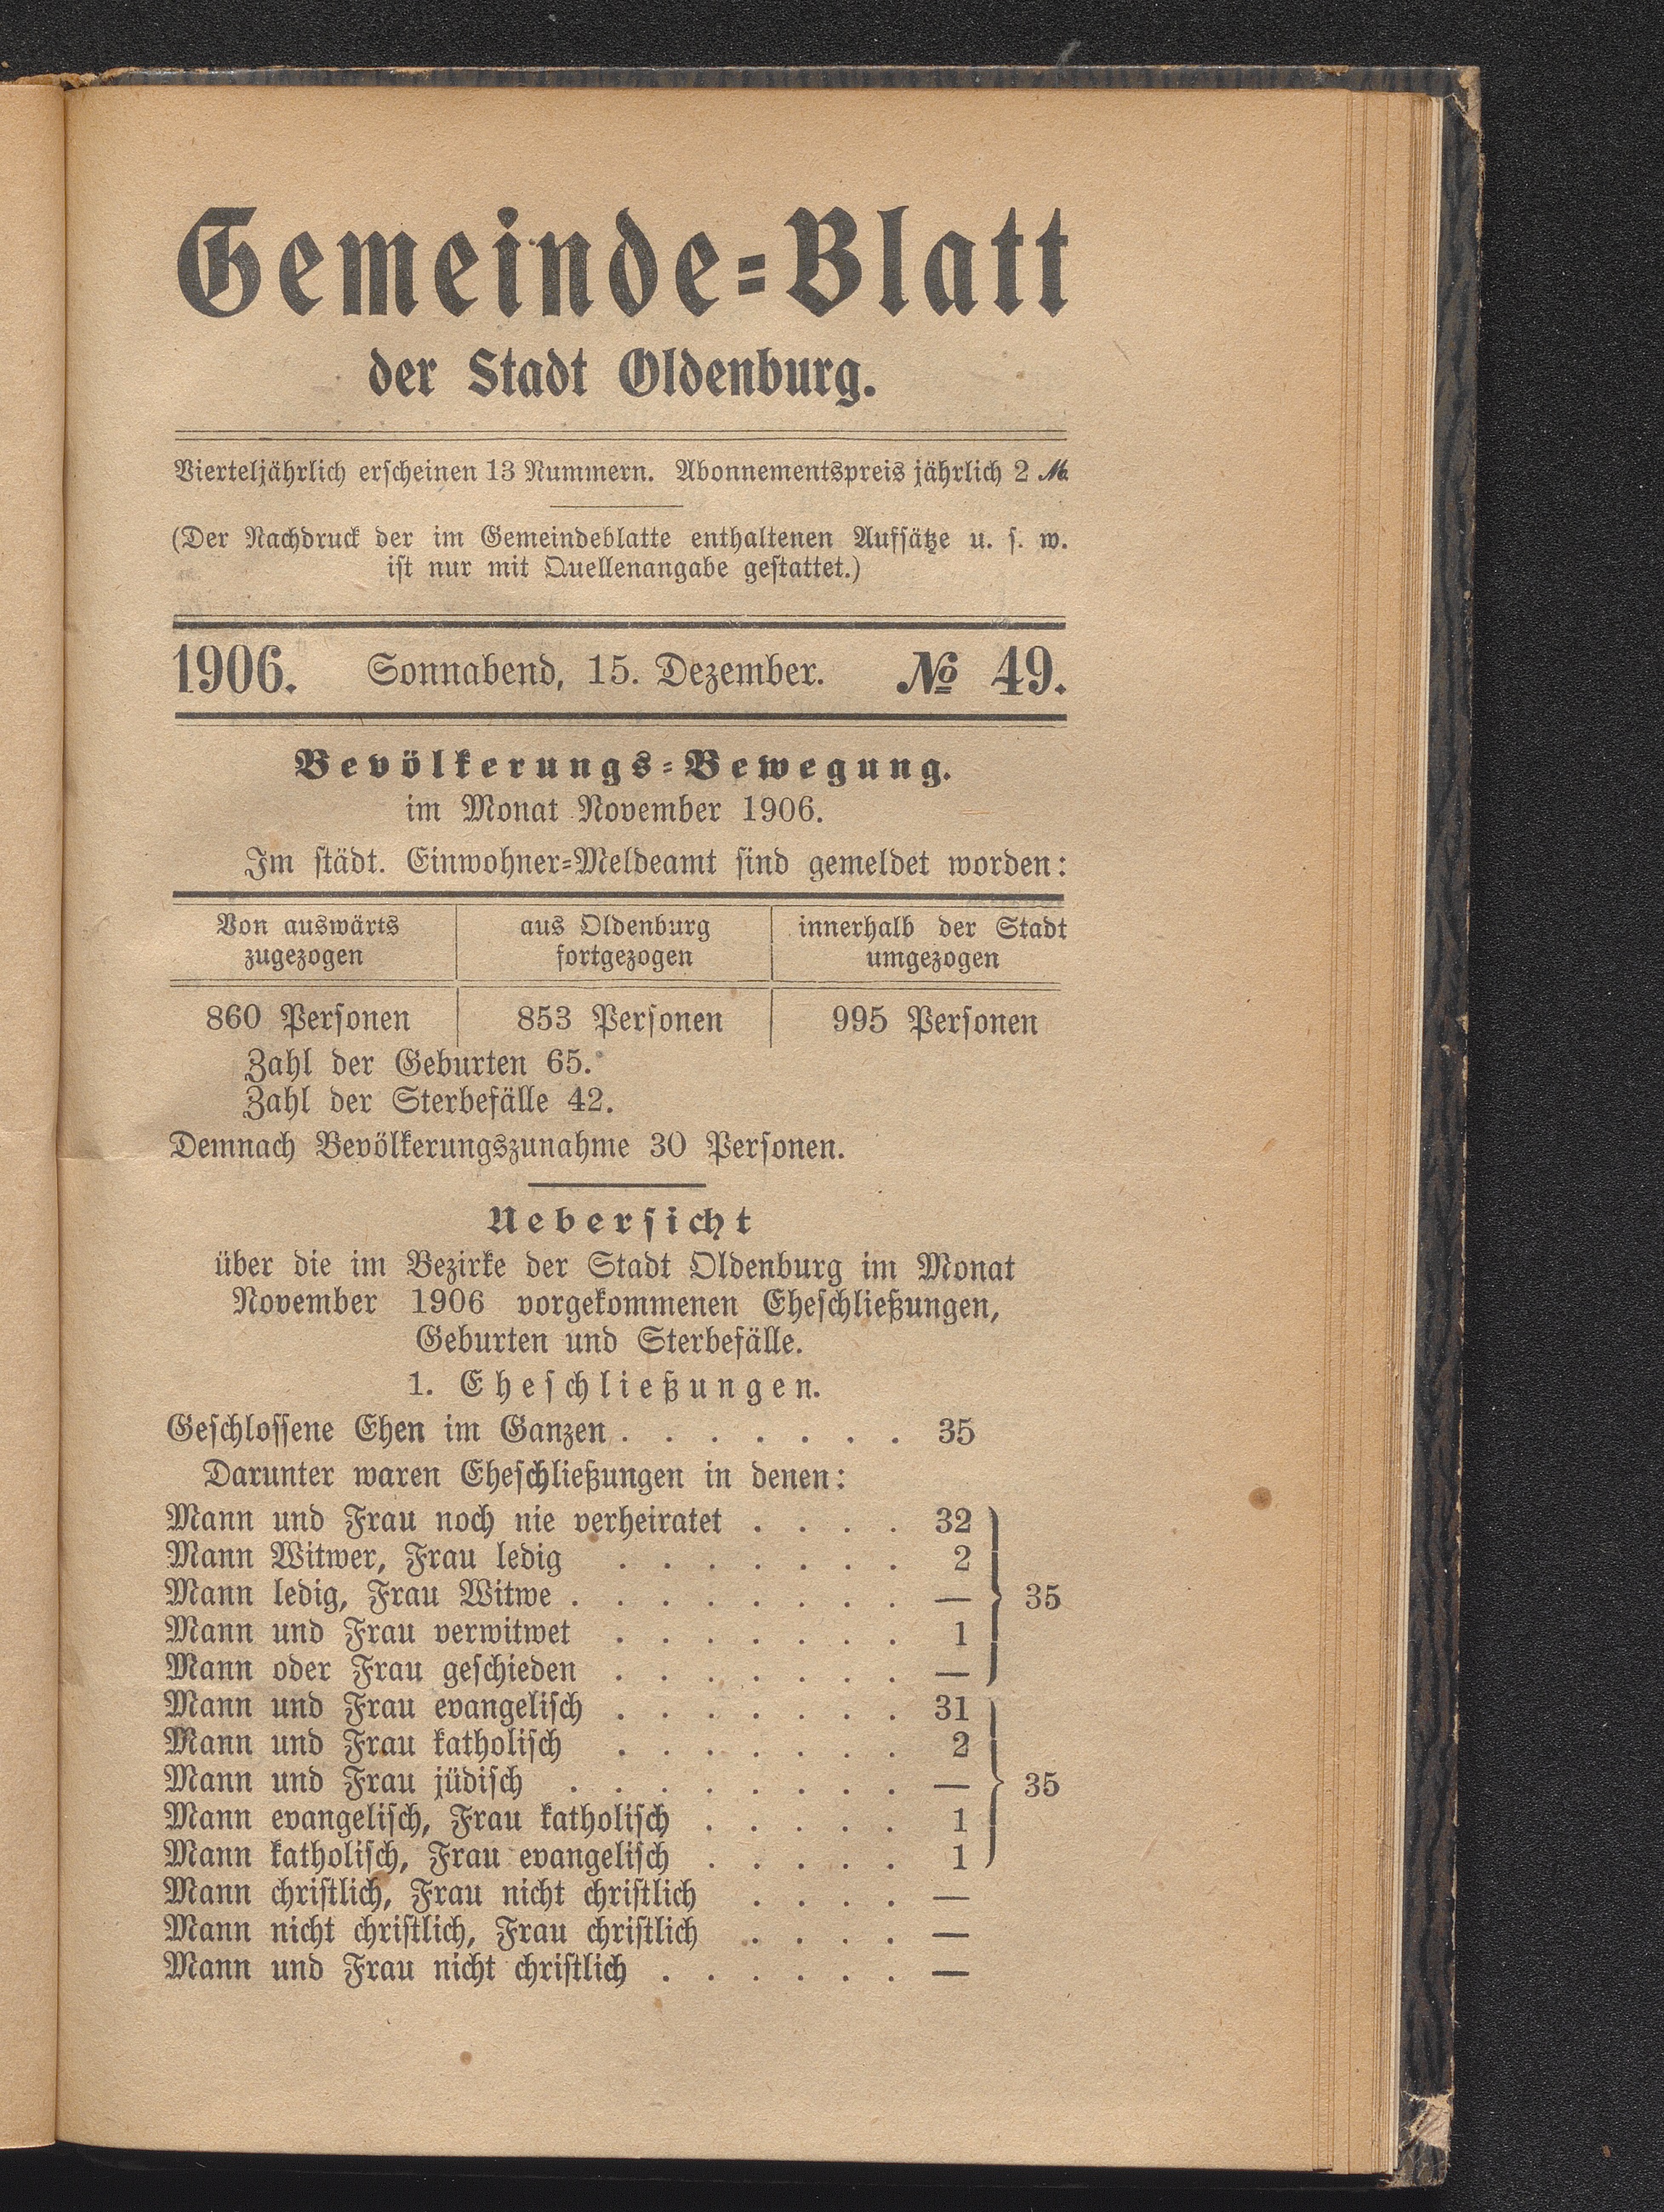 Gemeinde=Blatt
der Stadt Oldenburg.
Vierteljährlich erscheinen 13 Nummern. Abonnementspreis jährlich 2 ℳ
(Der Nachdruck der im Gemeindeblatte enthaltenen Aufsätze u. s. w.
ist nur mit Quellenangabe gestattet.)
1906. Sonnabend, 15. Dezember. № 49.
Bevölkerungs=Bewegung.
im Monat November 1906.
Im städt. Einwohner=Meldeamt sind gemeldet worden:
Von auswärts | aus Oldenburg | innerhalb der Stadt
zugezogen | fortgezogen | umgezogen
860 Personen | 853 Personen | 995 Personen
Zahl der Geburten 65.
Zahl der Sterbefälle 42.
Demnach Bevölkerungszunahme 30 Personen.
Uebersicht
über die im Bezirke der Stadt Oldenburg im Monat
November 1906 vorgekommenen Eheschließungen,
Geburten und Sterbefälle.
1. Eheschließungen.
Geschlossene Ehen im Ganzen . . . . . . . 35
Darunter waren Eheschließungen in denen:
Mann und Frau noch nie verheiratet . . . . 32
Mann Witwer, Frau ledig . . . . . . . 2
Mann ledig, Frau Witwe . . . . . . . . — 35
Mann und Frau verwitwet . . . . . . . 1
Mann oder Frau geschieden . . . . . . . —
Mann und Frau evangelisch . . . . . . . 31
Mann und Frau katholisch . . . . . . . 2
Mann und Frau jüdisch . . . . . . . . — 35
Mann evangelisch, Frau katholisch . . . . . 1
Mann katholisch, Frau evangelisch . . . . . 1
Mann christlich, Frau nicht christlich . . . . —
Mann nicht christlich, Frau christlich . . . . —
Mann und Frau nicht christlich . . . . . . —